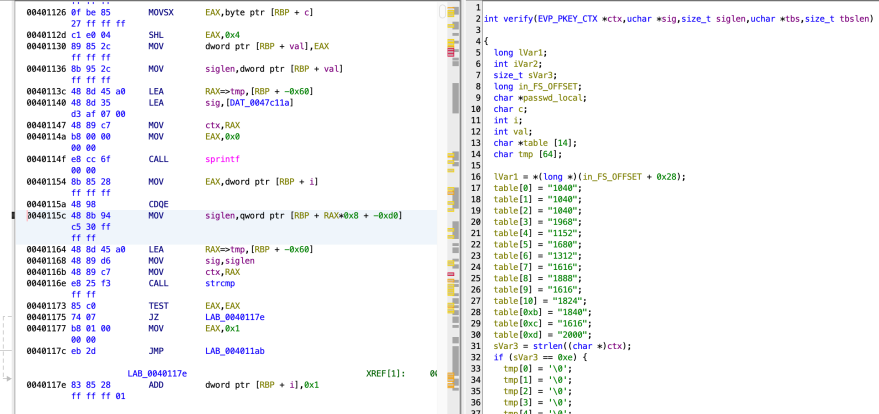 ff ff ff
00401126 0f be 85 MOVSX EAX,byte ptr [RBP + c]
27 ff ff ff
0040112d c1 e0 04 SHL EAX,0x4
00401130 89 85 2c MOV dword ptr [RBP + val],EAX
ff ff ff
00401136 8b 95 2c MOV siglen,dword ptr [RBP + val]
ff ff ff
0040113c 48 8d 45 a0 LEA RAX=>tmp,[RBP + -0x60]
00401140 48 8d 35 LEA sig,[DAT_0047c11a]
d3 af 07 00
00401147 48 89 c7 MOV ctx,RAX
0040114a b8 00 00 MOV EAX,0x0
00 00
0040114f e8 cc 6f CALL sprintf
00 00
00401154 8b 85 28 MOV EAX,dword ptr [RBP + i]
ff ff ff
0040115a 48 98 CDQE
0040115c 48 8b 94 MOV siglen,qword ptr [RBP + RAX*0x8 + -0xd0]
c5 30 ff
ff ff
00401164 48 8d 45 a0 LEA RAX=>tmp,[RBP + -0x60]
00401168 48 89 d6 MOV sig,siglen
0040116b 48 89 c7 MOV ctx,RAX
0040116e e8 25 f3 CALL strcmp
ff ff
00401173 85 c0 TEST EAX,EAX
00401175 74 07 JZ LAB_0040117e
00401177 b8 01 00 MOV EAX,0x1
00 00
0040117c eb 2d JMP LAB_004011ab
LAB_0040117e XREF[1]: 
0040117e 83 85 28 ADD dword ptr [RBP + i],0x1
ff ff ff 01
1
2 int verify(EVP_PKEY_CTX *ctx,uchar *sig,size_t siglen,uchar *tbs,size_t tbslen)
3
4 {
5 long lVar1;
6 int iVar2;
7 size_t sVar3;
8 long in_FS_OFFSET;
9 char *passwd_local;
10 char c;
11 int i;
12 int val;
13 char *table [14];
14 char tmp [64];
15
16 lVar1 = *(long *)(in_FS_OFFSET + 0x28);
17 table[0] = "1040";
18 table[1] = "1040";
19 table[2] = "1040";
20 table[3] = "1968";
21 table[4] = "1152";
22 table[5] = "1680";
23 table[6] = "1312";
24 table[7] = "1616";
25 table[8] = "1888";
26 table[9] = "1616";
27 table[10] = "1824";
28 table[0xb] = "1840";
29 table[0xc] = "1616";
30 table[0xd] = "2000";
31 sVar3 = strlen((char *)ctx);
32 if (sVar3 == 0xe) {
33 tmp[0] = '\0';
34 tmp[1] = '\0';
35 tmp[2] = '\0';
36 tmp[3] = '\0';
37 tmp[4] = '\0';